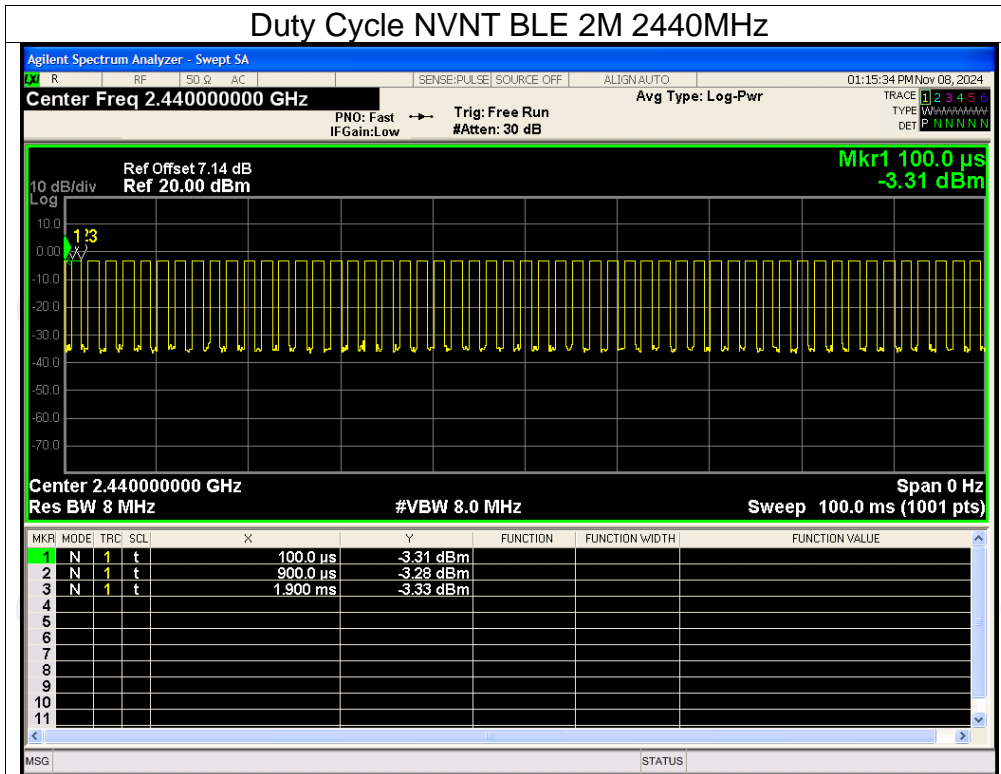 Duty Cycle NVNT BLE 2M 2440MHz
Agilent Spectrum Analyzer - Swept SA
LXI R RF 50 Ω AC SENSE:PULSE SOURCE OFF ALIGN AUTO 01:15:34 PM Nov 08, 2024
Center Freq 2.440000000 GHz Avg Type: Log-Pwr TRACE 1 2 3 4 5 6
PNO: Fast Trig: Free Run TYPE WWWWWW
IFGain:Low #Atten: 30 dB DET P N N N N N
Mkr1 100.0 µs
Ref Offset 7.14 dB
10 dB/div Ref 20.00 dBm -3.31 dBm
Log
10.0
1 2 3
0.00
-10.0
-20.0
-30.0
-40.0
-50.0
-60.0
-70.0
Center 2.440000000 GHz Span 0 Hz
Res BW 8 MHz #VBW 8.0 MHz Sweep 100.0 ms (1001 pts)
MKR MODE TRC SCL X Y FUNCTION FUNCTION WIDTH FUNCTION VALUE
1 N 1 t 100.0 µs -3.31 dBm
2 N 1 t 900.0 µs -3.28 dBm
3 N 1 t 1.900 ms -3.33 dBm
4
5
6
7
8
9
10
11
MSG STATUS